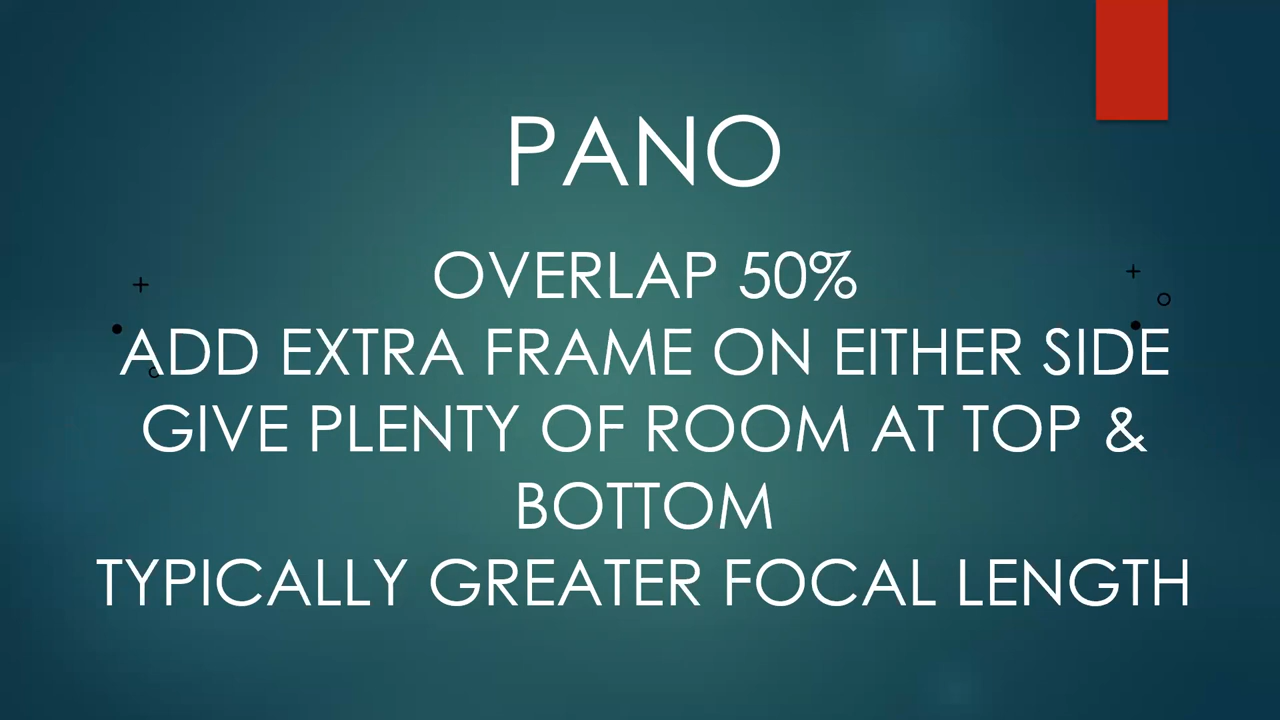 PANO
OVERLAP 50%
ADD EXTRA FRAME ON EITHER SIDE
GIVE PLENTY OF ROOM AT TOP &
BOTTOM
TYPICALLY GREATER FOCAL LENGTH